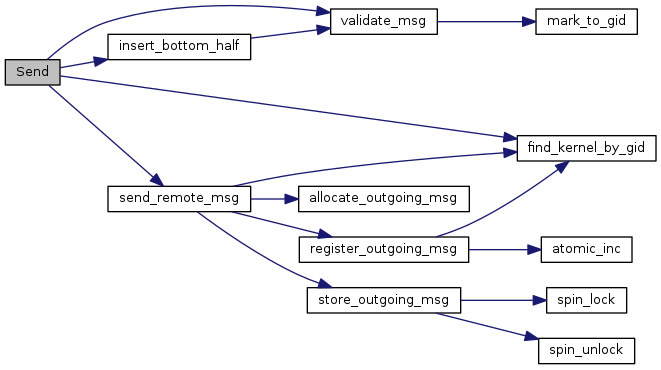 validate_msg
mark_to_gid
insert_bottom_half
Send
find_kernel_by_gid
send_remote_msg
allocate_outgoing_msg
register_outgoing_msg
atomic_inc
store_outgoing_msg
spin_lock
spin_unlock